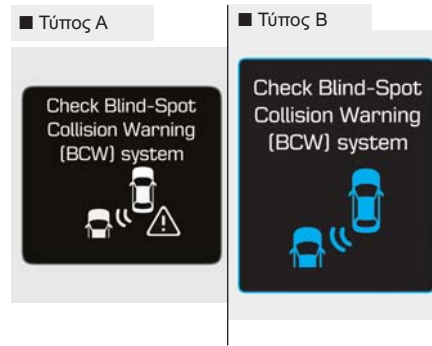 ■ Τύπος A
Check Blind-Spot
Collision Warning
(BCW) system
■ Τύπος B
Check Blind-Spot
Collision Warning
(BCW) system